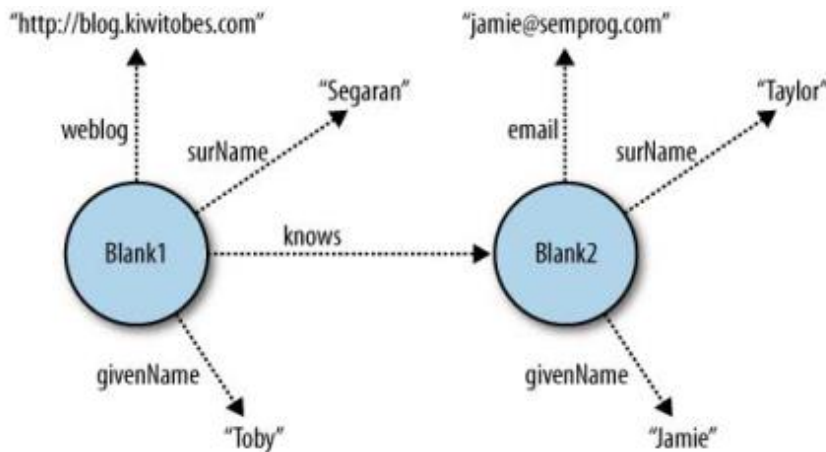 “http://blog.kiwitobes.com”
“jamie@semprog.com”
“Segaran”
“Taylor”
weblog
surName
email
surName
Blank1
knows
Blank2
givenName
givenName
“Toby”
“Jamie”